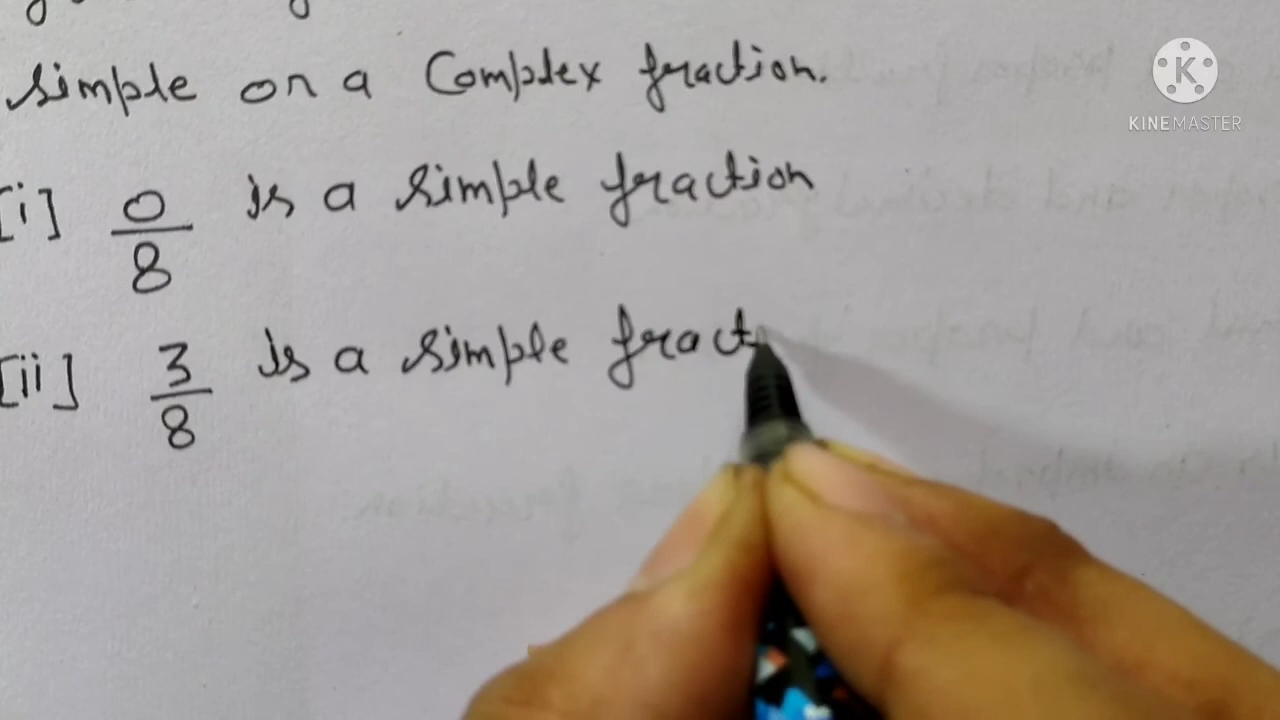 simple or a Complex fraction.
[i] 0/8 is a simple fraction
[ii] 3/8 is a simple fract
K
KINEMASTER